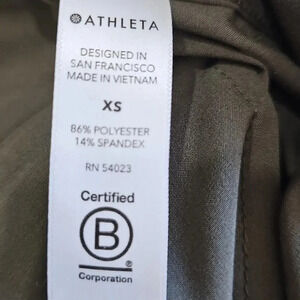 ATHLETA
DESIGNED IN
SAN FRANCISCO
MADE IN VIETNAM
XS
86% POLYESTER
14% SPANDEX
RN 54023
Certified
B
Corporation